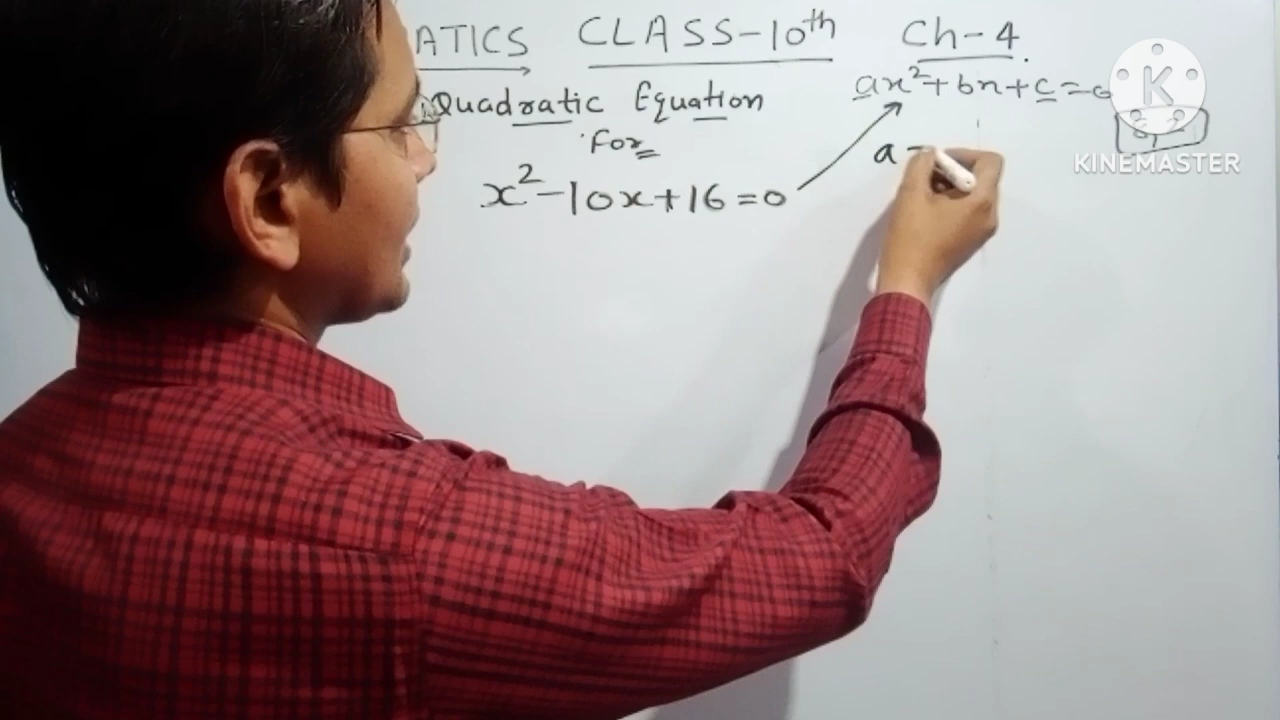 ATICS CLASS-10th Ch-4.
Quadratic Equation
ax²+bx+c=0
For
a =
x²-10x+16=0
K
KINEMASTER